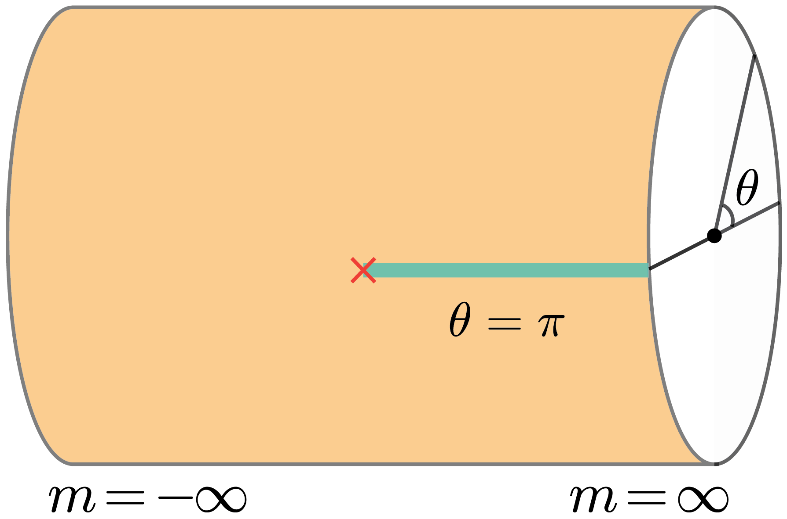 θ
θ = π
m = −∞
m = ∞